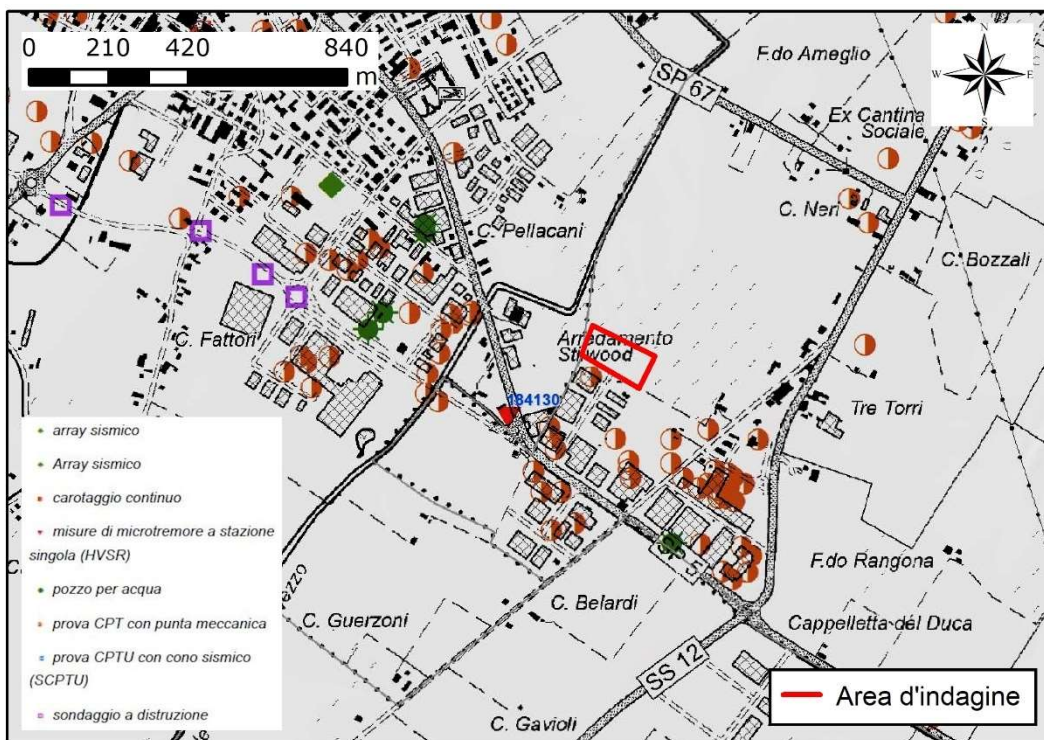 0 210 420 840
m
N
W E
S
F.do Ameglio
SP 67
Ex Cantina
Sociale
C. Neri
C. Pellacani
C. Bozzali
C. Fattori
Arredamento
184130
Tre Torri
array sismico
Array sismico
carotaggio continuo
misure di microtremore a stazione
singola (HVSR)
pozzo per acqua
prova CPT con punta meccanica
prova CPTU con cono sismico
(SCPTU)
sondaggio a distruzione
SP 5
F.do Rangona
C. Belardi
C. Guerzoni
Cappelletta del Duca
SS 12
C. Gavioli
Area d'indagine